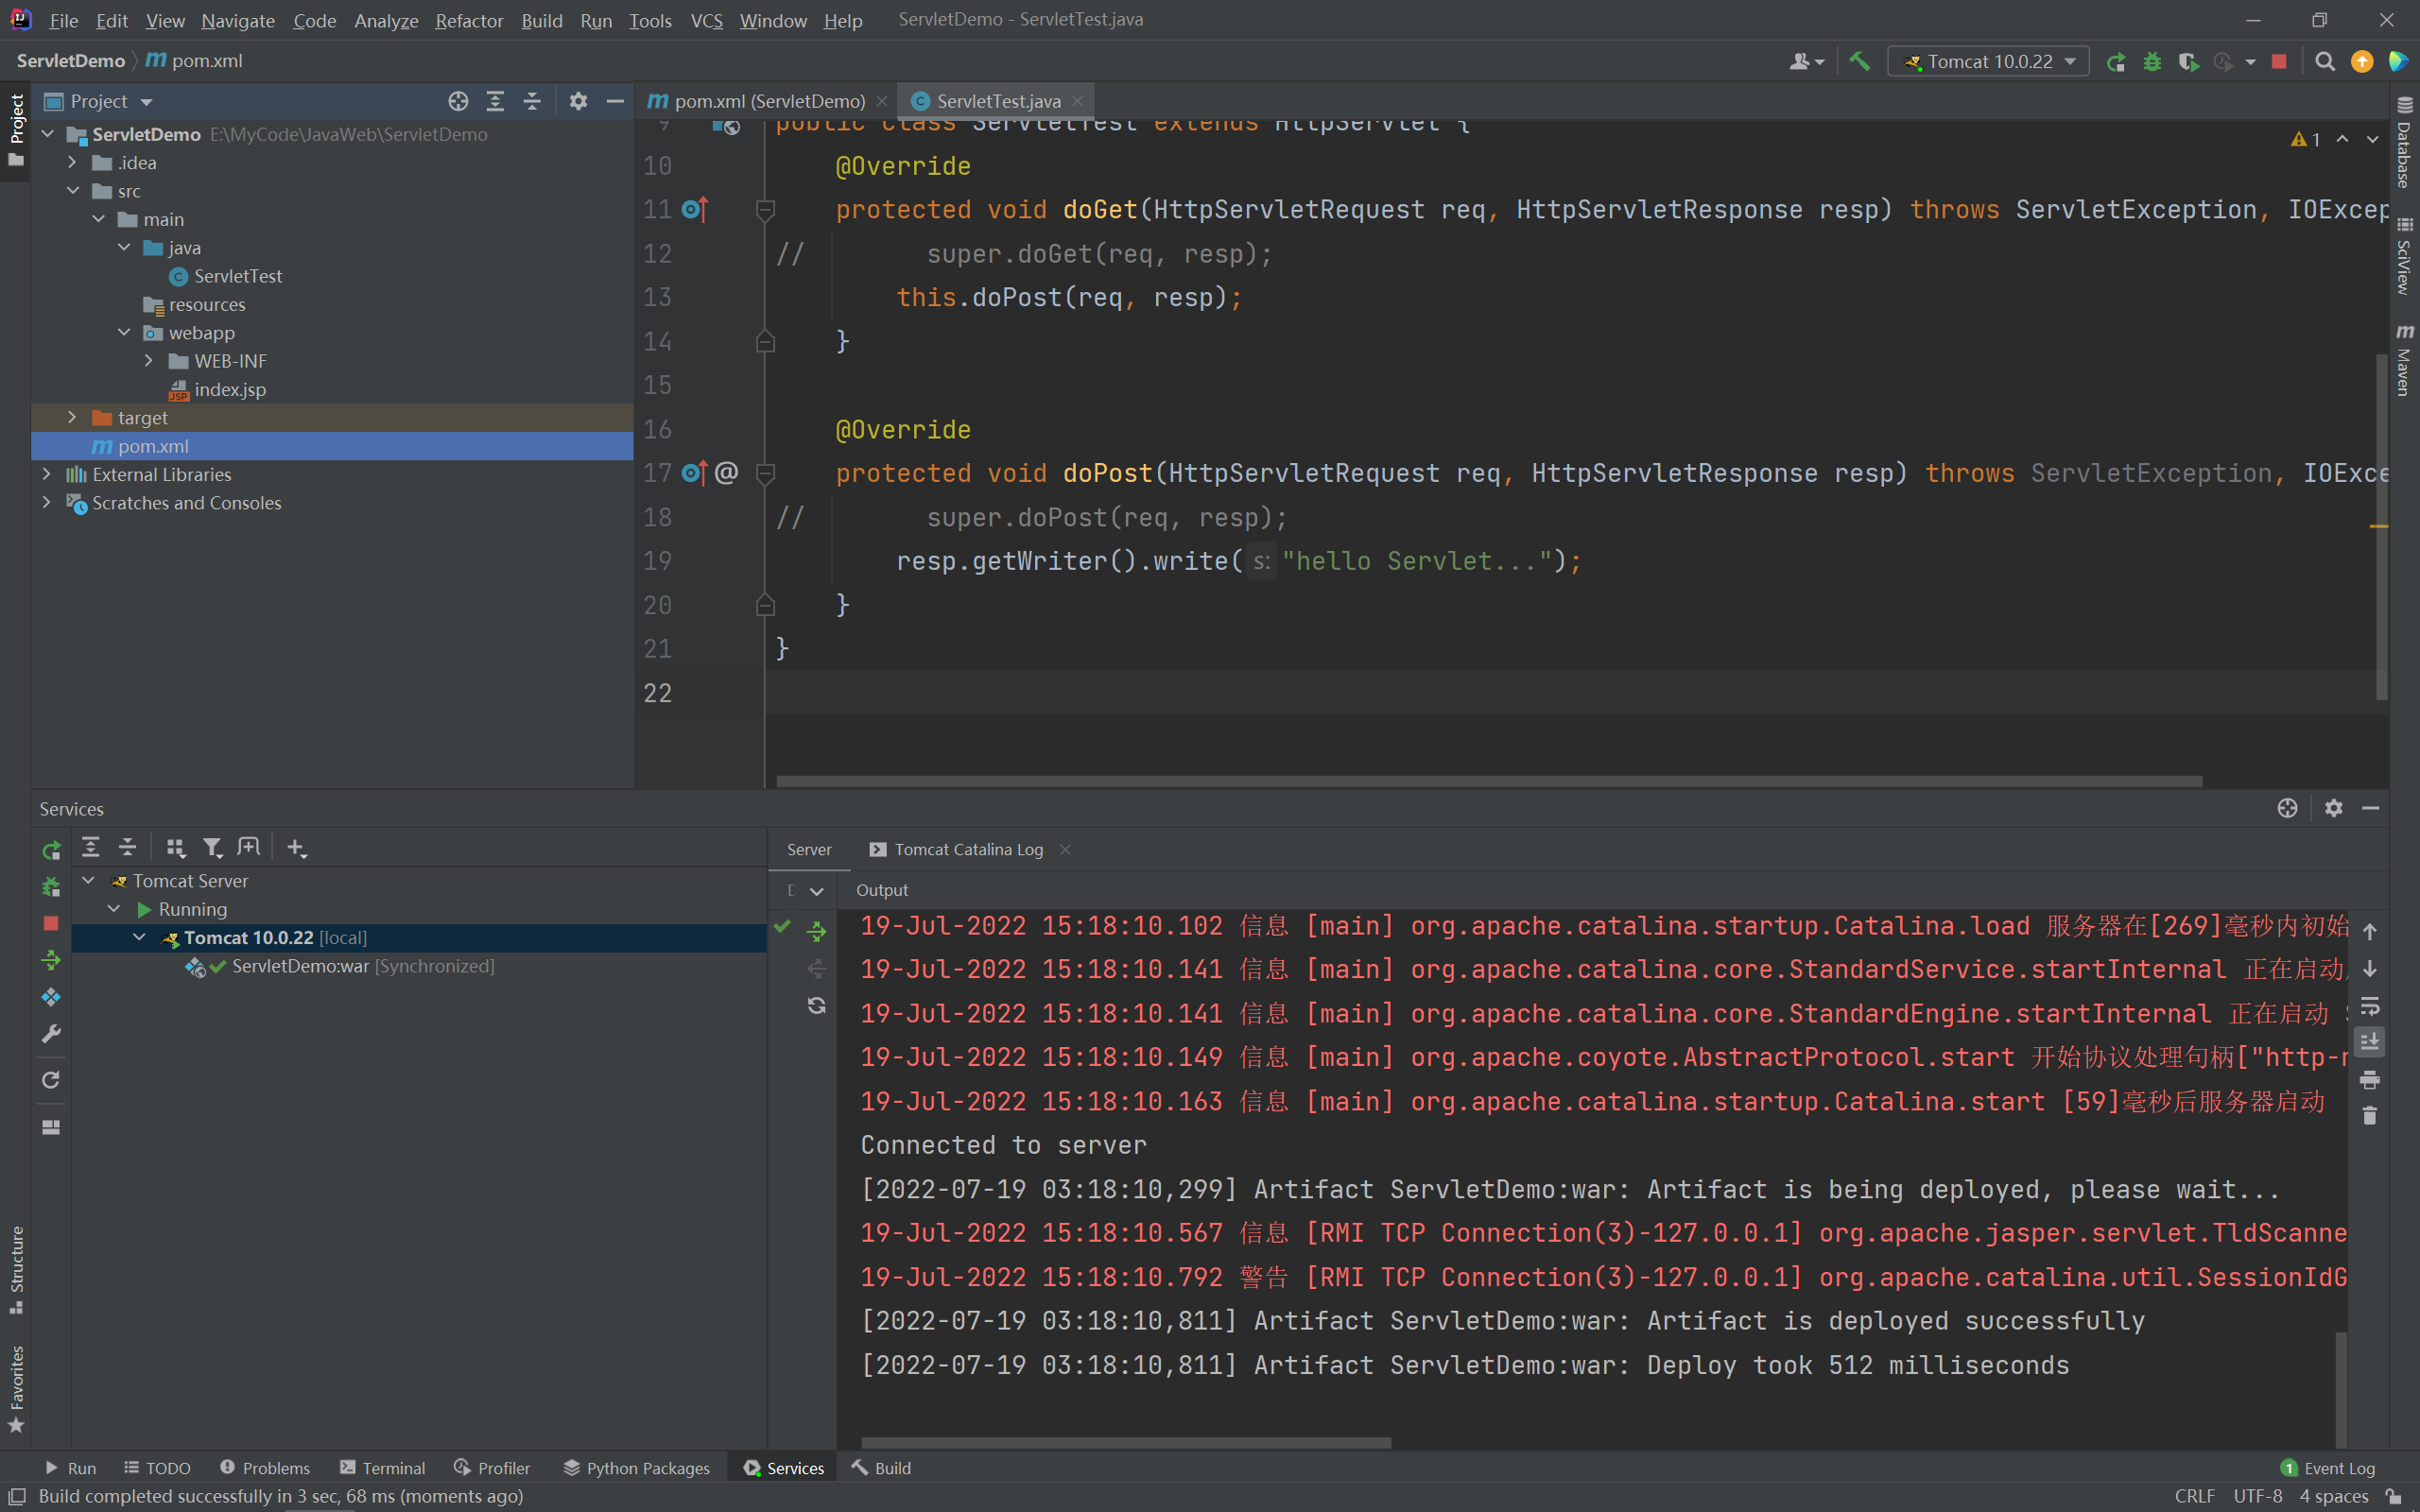 File Edit View Navigate Code Analyze Refactor Build Run Tools VCS Window Help ServletDemo - ServletTest.java
ServletDemo pom.xml Tomcat 10.0.22
Project
pom.xml (ServletDemo) ServletTest.java
Project
ServletDemo E:\MyCode\JavaWeb\ServletDemo
.idea
src
main
java
ServletTest
resources
webapp
WEB-INF
index.jsp
target
pom.xml
External Libraries
Scratches and Consoles
9 public class ServletTest extends HttpServlet {
10 @Override
11 protected void doGet(HttpServletRequest req, HttpServletResponse resp) throws ServletException, IOExcep
12 // super.doGet(req, resp);
13 this.doPost(req, resp);
14 }
15
16 @Override
17 @ protected void doPost(HttpServletRequest req, HttpServletResponse resp) throws ServletException, IOExce
18 // super.doPost(req, resp);
19 resp.getWriter().write( s: "hello Servlet...");
20 }
21 }
22
1
Database
SciView
Maven
Services
Tomcat Server
Running
Tomcat 10.0.22 [local]
ServletDemo:war [Synchronized]
Server Tomcat Catalina Log
Output
19-Jul-2022 15:18:10.102 信息 [main] org.apache.catalina.startup.Catalina.load 服务器在[269]毫秒内初始
19-Jul-2022 15:18:10.141 信息 [main] org.apache.catalina.core.StandardService.startInternal 正在启动
19-Jul-2022 15:18:10.141 信息 [main] org.apache.catalina.core.StandardEngine.startInternal 正在启动
19-Jul-2022 15:18:10.149 信息 [main] org.apache.coyote.AbstractProtocol.start 开始协议处理句柄["http-n
19-Jul-2022 15:18:10.163 信息 [main] org.apache.catalina.startup.Catalina.start [59]毫秒后服务器启动
Connected to server
[2022-07-19 03:18:10,299] Artifact ServletDemo:war: Artifact is being deployed, please wait...
19-Jul-2022 15:18:10.567 信息 [RMI TCP Connection(3)-127.0.0.1] org.apache.jasper.servlet.TldScanne
19-Jul-2022 15:18:10.792 警告 [RMI TCP Connection(3)-127.0.0.1] org.apache.catalina.util.SessionIdG
[2022-07-19 03:18:10,811] Artifact ServletDemo:war: Artifact is deployed successfully
[2022-07-19 03:18:10,811] Artifact ServletDemo:war: Deploy took 512 milliseconds
Structure
Favorites
Run TODO Problems Terminal Profiler Python Packages Services Build 1 Event Log
Build completed successfully in 3 sec, 68 ms (moments ago) CRLF UTF-8 4 spaces